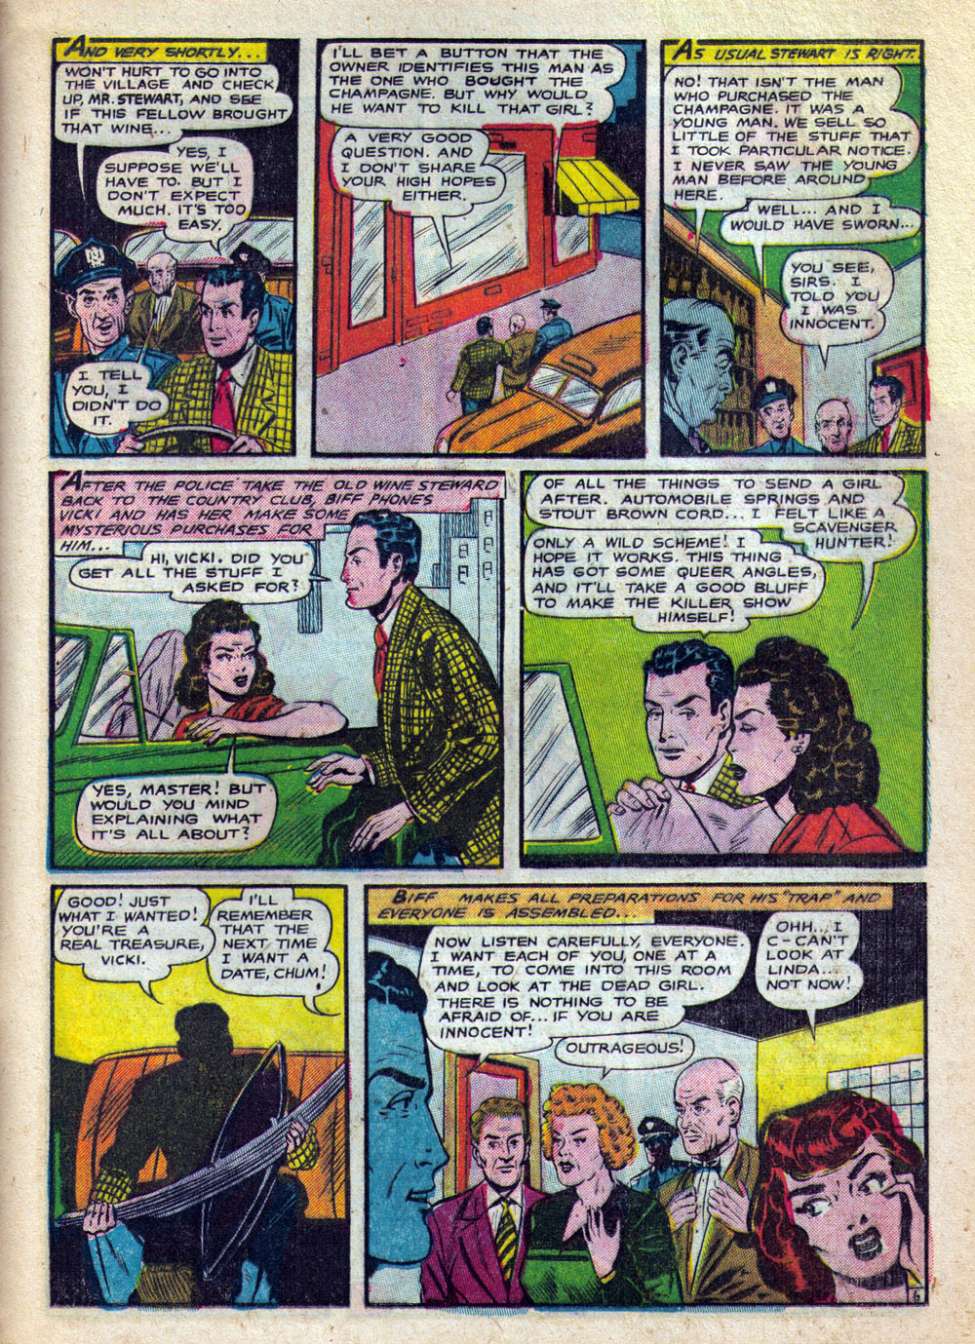 AND VERY SHORTLY...
WON'T HURT TO GO INTO
THE VILLAGE AND CHECK
UP, MR. STEWART, AND SEE
IF THIS FELLOW BROUGHT
THAT WINE...
YES, I
SUPPOSE WE'LL
HAVE TO. BUT I
DON'T EXPECT
MUCH. IT'S TOO
EASY.
I TELL
YOU, I
DIDN'T DO
IT.
I'LL BET A BUTTON THAT THE
OWNER IDENTIFIES THIS MAN AS
THE ONE WHO BOUGHT THE
CHAMPAGNE. BUT WHY WOULD
HE WANT TO KILL THAT GIRL?
A VERY GOOD
QUESTION. AND
I DON'T SHARE
YOUR HIGH HOPES
EITHER.
AS USUAL STEWART IS RIGHT.
NO! THAT ISN'T THE MAN
WHO PURCHASED THE
CHAMPAGNE. IT WAS A
YOUNG MAN. WE SELL SO
LITTLE OF THE STUFF THAT
I TOOK PARTICULAR NOTICE.
I NEVER SAW THE YOUNG
MAN BEFORE AROUND
HERE.
WELL... AND I
WOULD HAVE SWORN...
YOU SEE,
SIRS. I
TOLD YOU
I WAS
INNOCENT.
AFTER THE POLICE TAKE THE OLD WINE STEWARD
BACK TO THE COUNTRY CLUB, BIFF PHONES
VICKI AND HAS HER MAKE SOME
MYSTERIOUS PURCHASES FOR
HIM...
HI, VICKI. DID YOU
GET ALL THE STUFF I
ASKED FOR?
YES, MASTER! BUT
WOULD YOU MIND
EXPLAINING WHAT
IT'S ALL ABOUT?
OF ALL THE THINGS TO SEND A GIRL
AFTER. AUTOMOBILE SPRINGS AND
STOUT BROWN CORD... I FELT LIKE A
SCAVENGER
HUNTER!
ONLY A WILD SCHEME! I
HOPE IT WORKS. THIS THING
HAS GOT SOME QUEER ANGLES,
AND IT'LL TAKE A GOOD BLUFF
TO MAKE THE KILLER SHOW
HIMSELF!
GOOD! JUST
WHAT I WANTED!
YOU'RE A
REAL TREASURE,
VICKI.
I'LL
REMEMBER
THAT THE
NEXT TIME
I WANT A
DATE, CHUM!
BIFF MAKES ALL PREPARATIONS FOR HIS "TRAP" AND
EVERYONE IS ASSEMBLED...
NOW LISTEN CAREFULLY, EVERYONE.
I WANT EACH OF YOU, ONE AT A
TIME, TO COME INTO THIS ROOM
AND LOOK AT THE DEAD GIRL.
THERE IS NOTHING TO BE
AFRAID OF... IF YOU ARE
INNOCENT!
OUTRAGEOUS!
OHH... I
C-CAN'T
LOOK AT
LINDA...
NOT NOW!
6